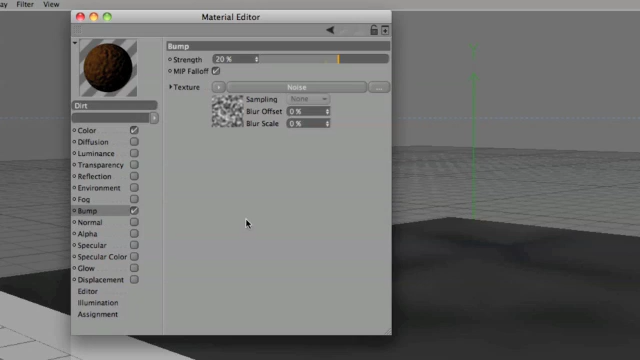 ay Filter View
Material Editor
Bump
Strength 20 %
MIP Falloff
Texture Noise ...
Sampling None
Blur Offset 0 %
Blur Scale 0 %
Dirt
Color
Diffusion
Luminance
Transparency
Reflection
Environment
Fog
Bump
Normal
Alpha
Specular
Specular Color
Glow
Displacement
Editor
Illumination
Assignment